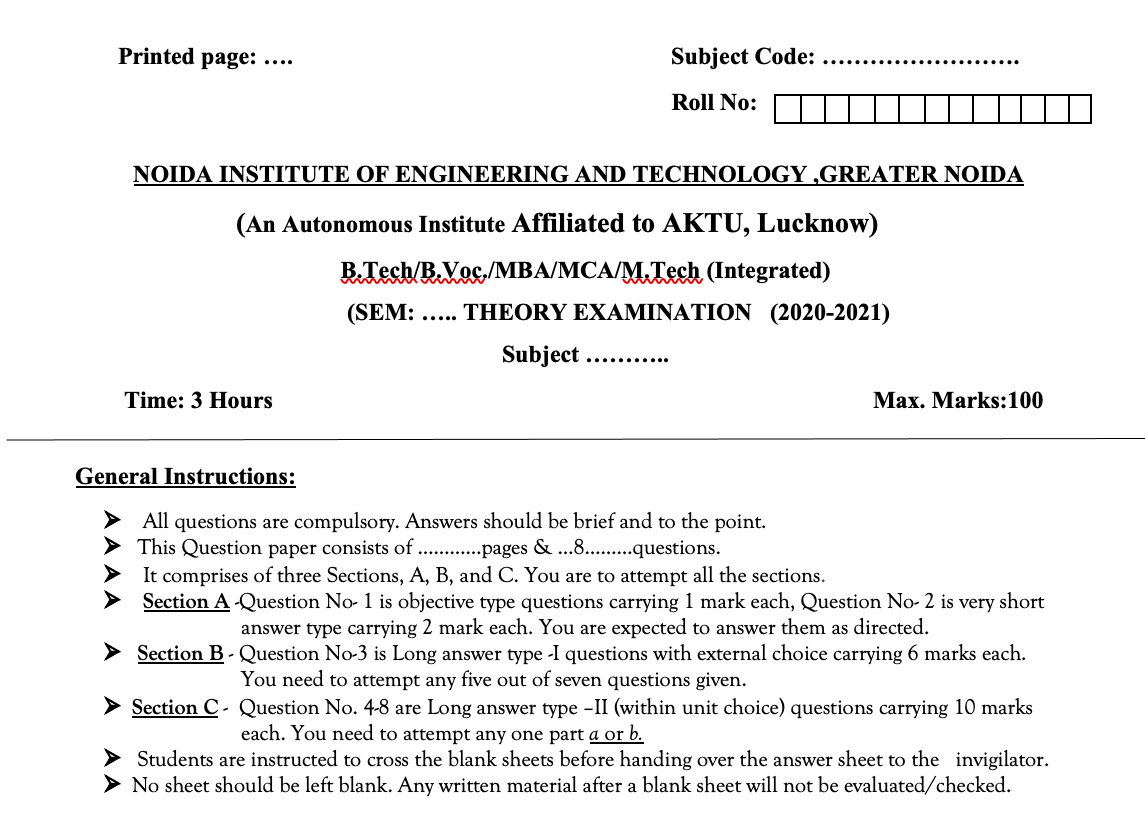 Printed page: ….
Subject Code: …………………….
Roll No:
NOIDA INSTITUTE OF ENGINEERING AND TECHNOLOGY ,GREATER NOIDA
(An Autonomous Institute Affiliated to AKTU, Lucknow)
B.Tech/B.Voc./MBA/MCA/M.Tech (Integrated)
(SEM: ….. THEORY EXAMINATION (2020-2021)
Subject ………..
Time: 3 Hours
Max. Marks:100
General Instructions:
➤ All questions are compulsory. Answers should be brief and to the point.
➤ This Question paper consists of …………pages & …8………questions.
➤ It comprises of three Sections, A, B, and C. You are to attempt all the sections.
➤ Section A -Question No- 1 is objective type questions carrying 1 mark each, Question No- 2 is very short
answer type carrying 2 mark each. You are expected to answer them as directed.
➤ Section B - Question No-3 is Long answer type -I questions with external choice carrying 6 marks each.
You need to attempt any five out of seven questions given.
➤ Section C - Question No. 4-8 are Long answer type –II (within unit choice) questions carrying 10 marks
each. You need to attempt any one part a or b.
➤ Students are instructed to cross the blank sheets before handing over the answer sheet to the invigilator.
➤ No sheet should be left blank. Any written material after a blank sheet will not be evaluated/checked.